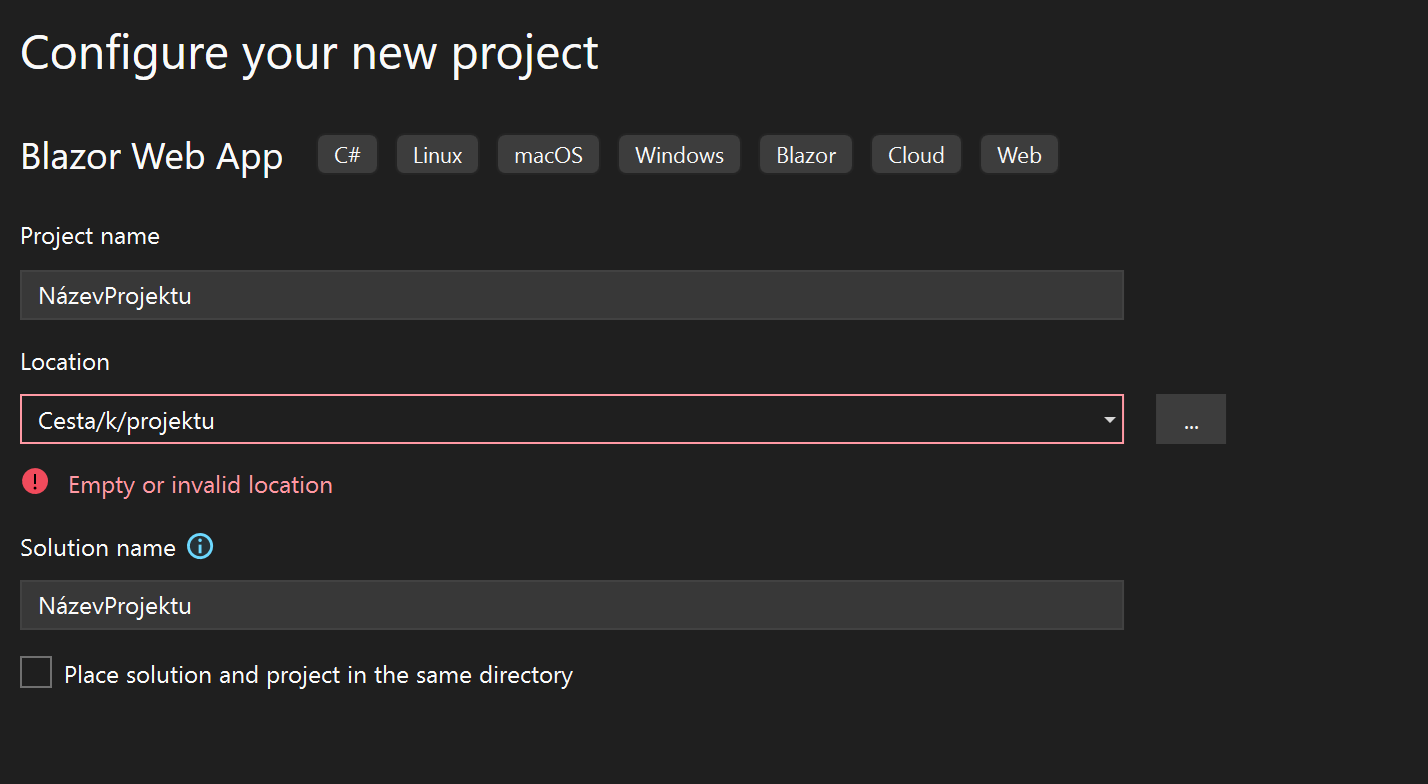 Configure your new project
Blazor Web App C# Linux macOS Windows Blazor Cloud Web
Project name
NázevProjektu
Location
Cesta/k/projektu
...
Empty or invalid location
Solution name
NázevProjektu
Place solution and project in the same directory